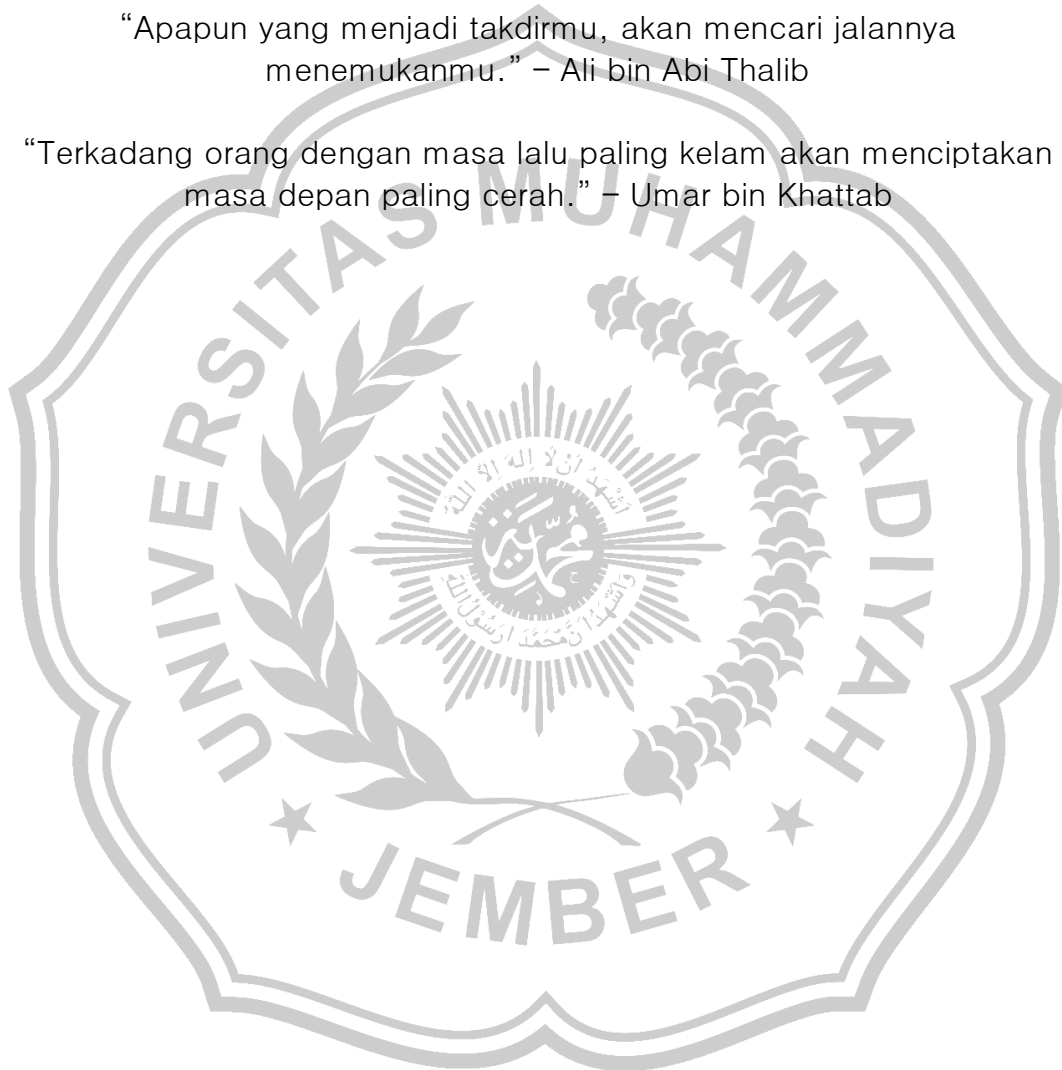 “Apapun yang menjadi takdirmu, akan mencari jalannya
menemukanmu.” – Ali bin Abi Thalib
“Terkadang orang dengan masa lalu paling kelam akan menciptakan
masa depan paling cerah.” – Umar bin Khattab
UNIVERSITAS MUHAMMADIYAH
JEMBER